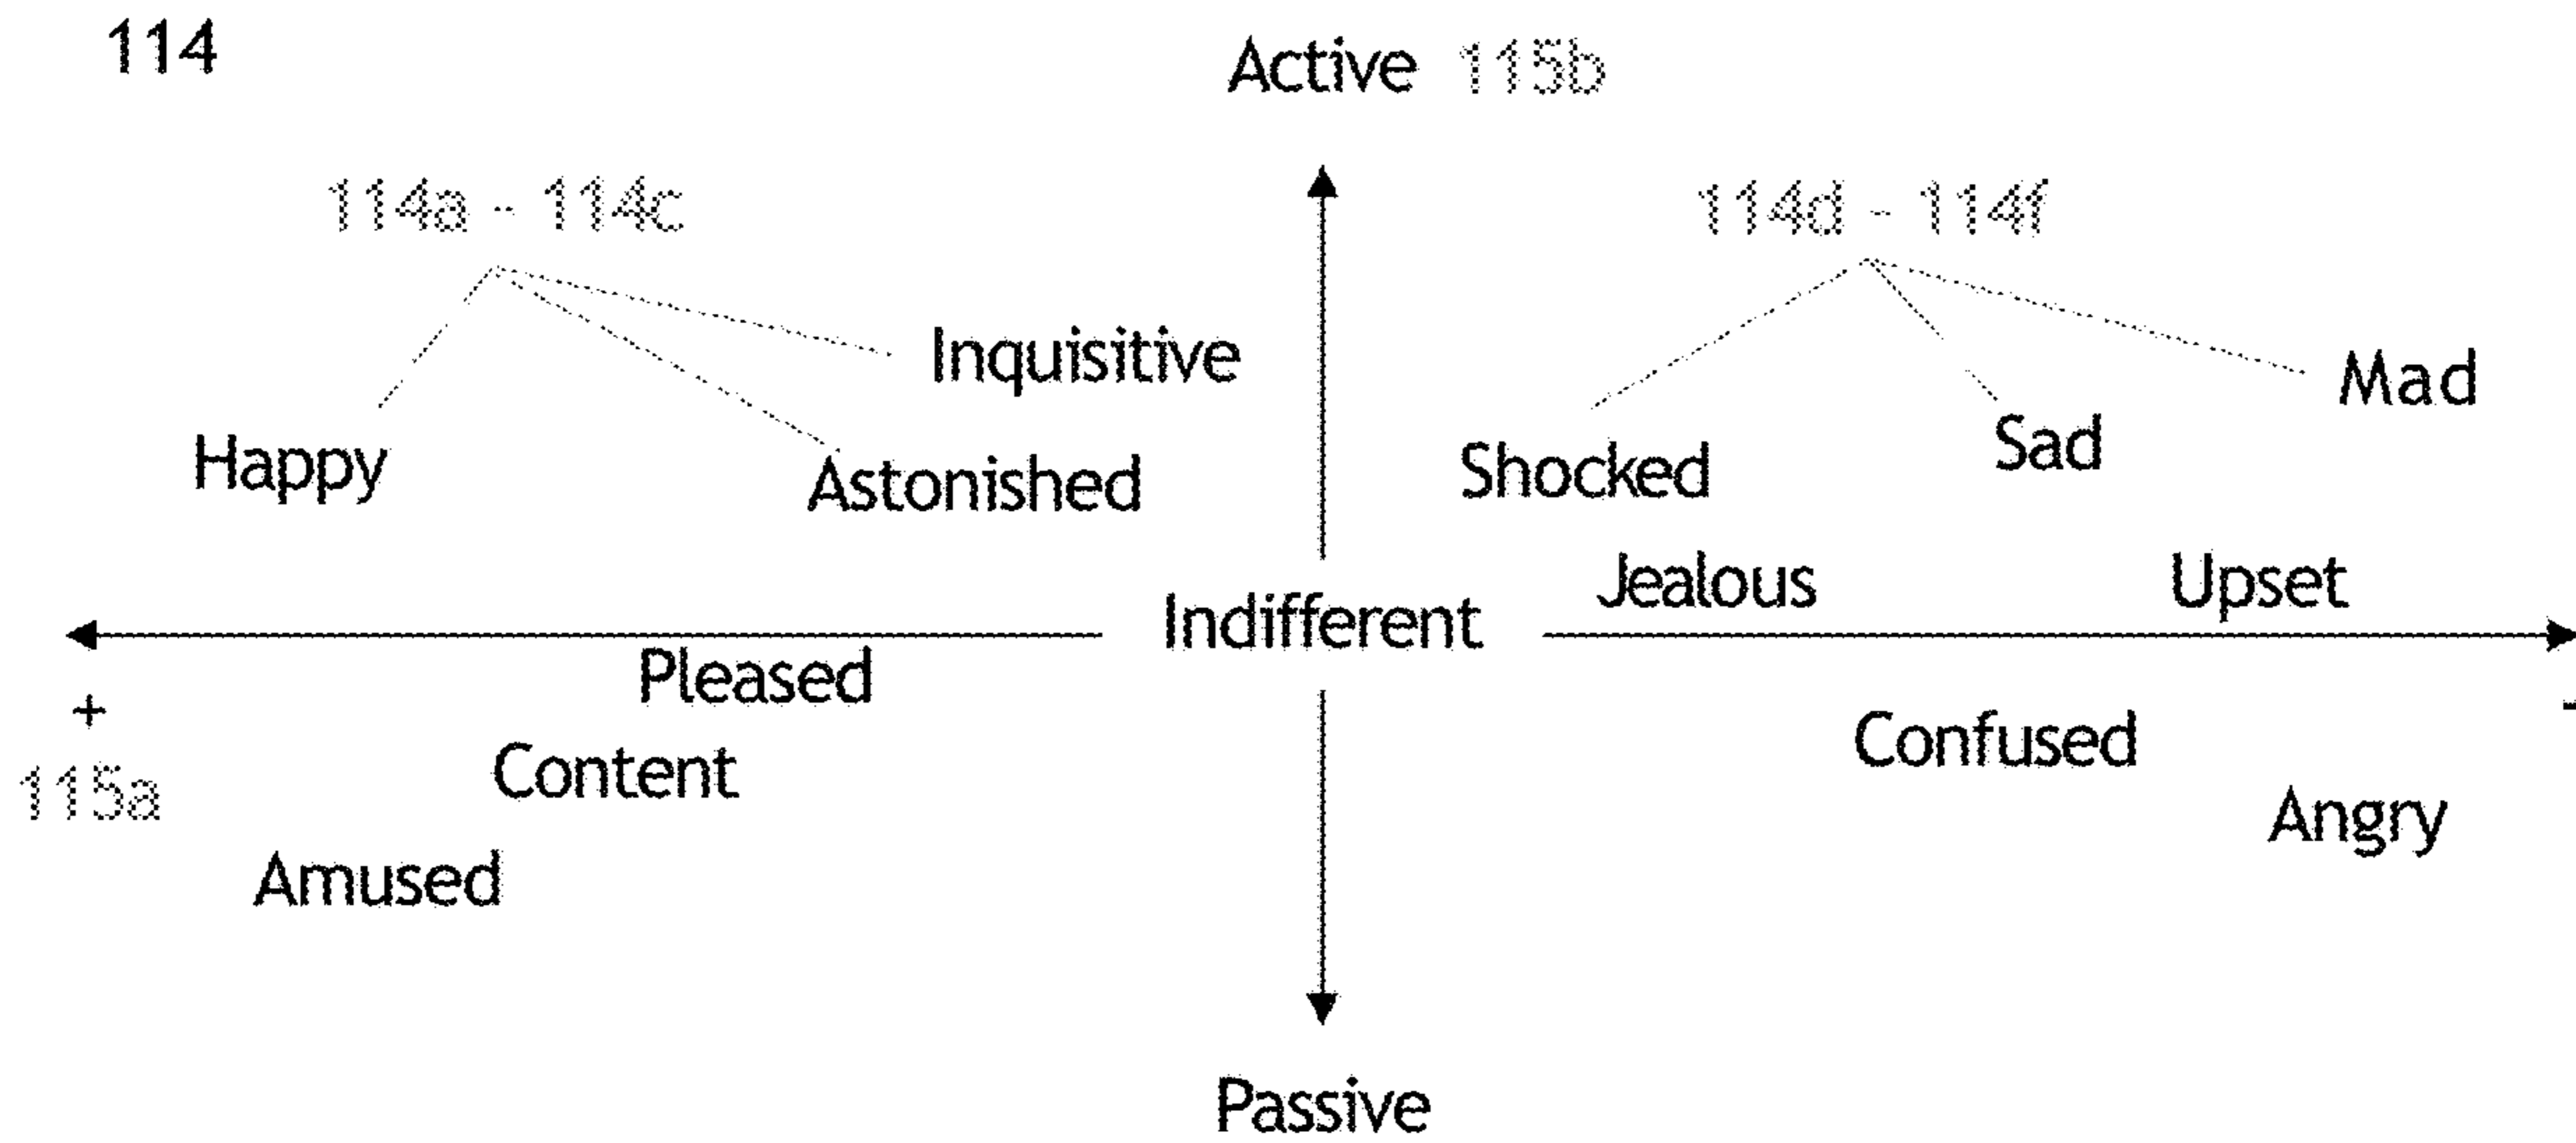 114
Active 115b
114a - 114c
114d - 114f
Inquisitive
Mad
Happy
Astonished
Shocked
Sad
Jealous
Upset
Indifferent
Pleased
+
-
Content
Confused
115a
Angry
Amused
Passive